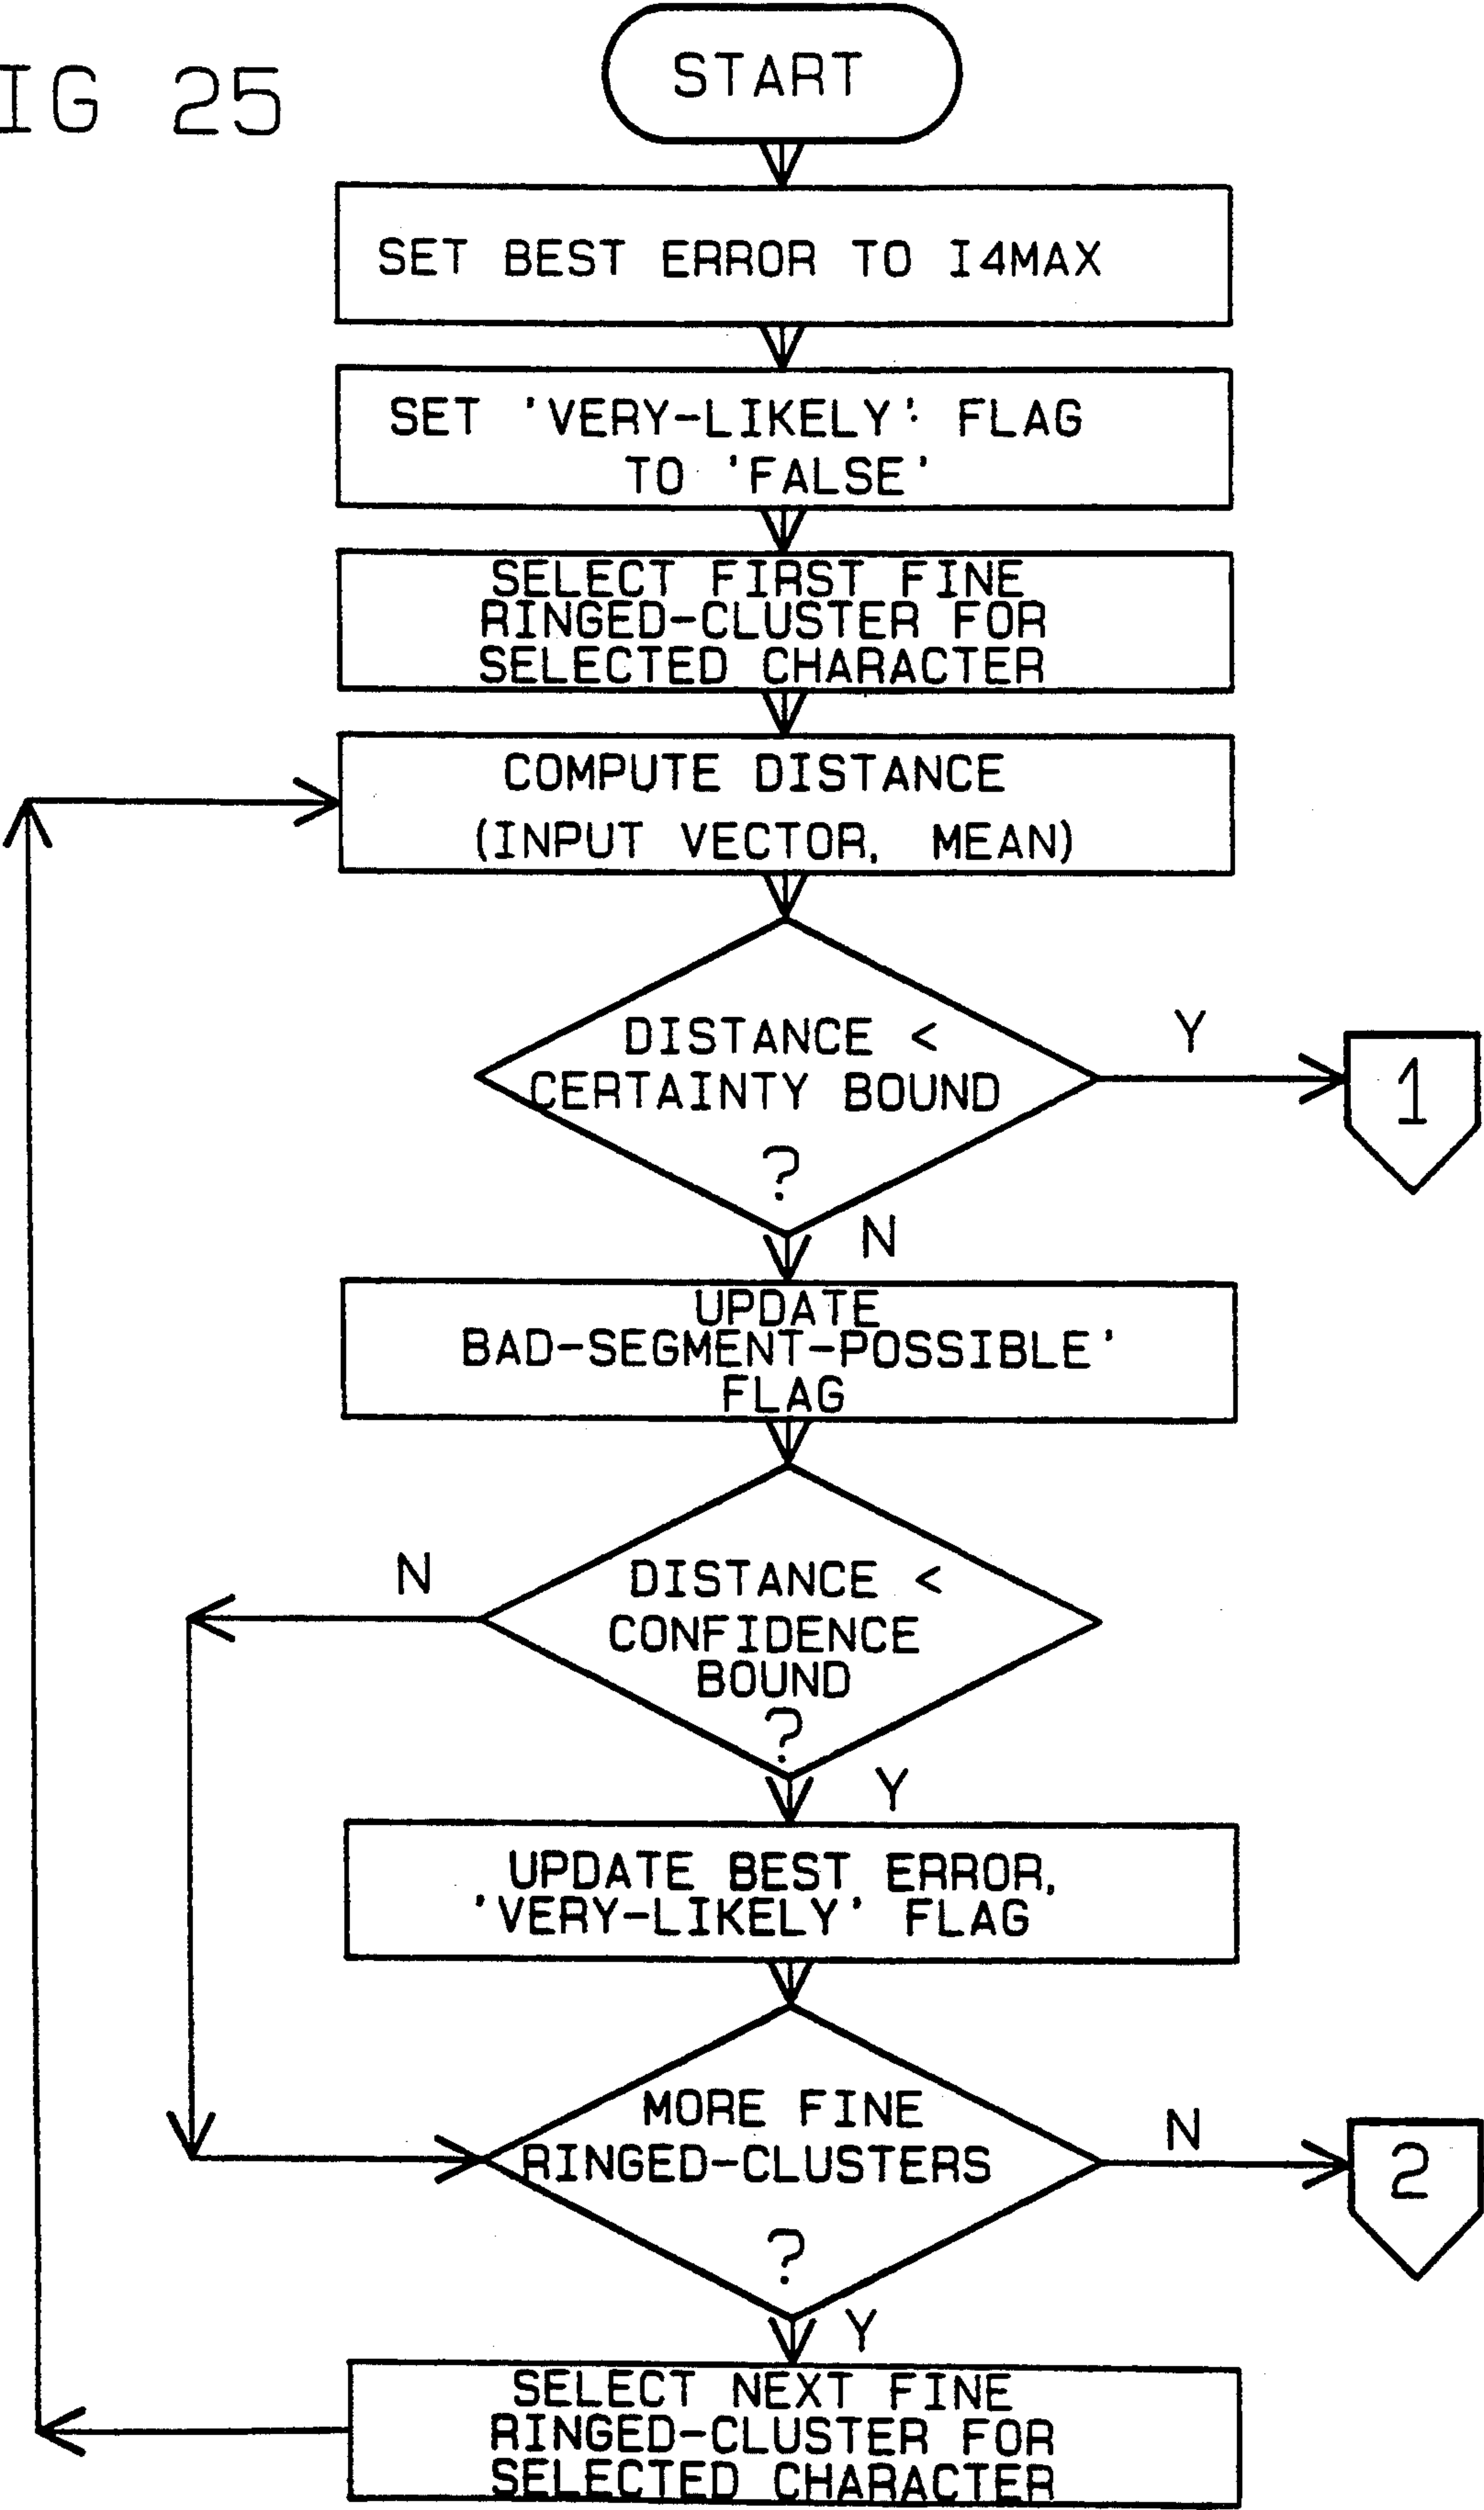 IG 25
START
SET BEST ERROR TO I4MAX
SET 'VERY-LIKELY' FLAG
TO 'FALSE'
SELECT FIRST FINE
RINGED-CLUSTER FOR
SELECTED CHARACTER
COMPUTE DISTANCE
(INPUT VECTOR, MEAN)
DISTANCE <
CERTAINTY BOUND
?
Y
1
N
UPDATE
BAD-SEGMENT-POSSIBLE'
FLAG
DISTANCE <
CONFIDENCE
BOUND
?
N
Y
UPDATE BEST ERROR,
'VERY-LIKELY' FLAG
MORE FINE
RINGED-CLUSTERS
?
N
2
Y
SELECT NEXT FINE
RINGED-CLUSTER FOR
SELECTED CHARACTER